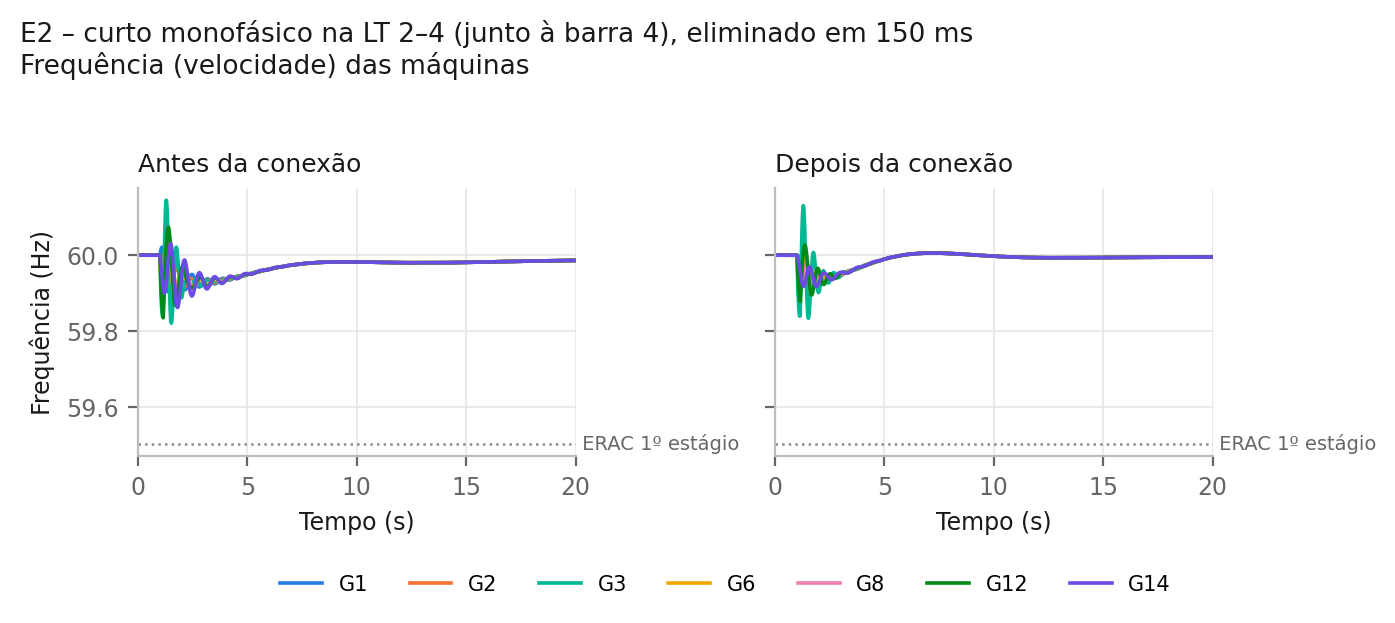 E2 – curto monofásico na LT 2–4 (junto à barra 4), eliminado em 150 ms
Frequência (velocidade) das máquinas
Antes da conexão
Depois da conexão
Frequência (Hz)
60.0
59.8
59.6
ERAC 1º estágio
ERAC 1º estágio
0 5 10 15 20
0 5 10 15 20
Tempo (s)
Tempo (s)
G1 G2 G3 G6 G8 G12 G14